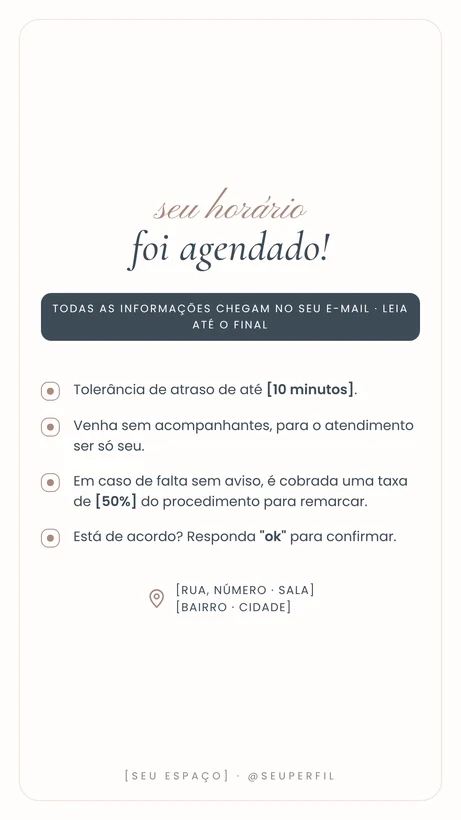 seu horário
foi agendado!
TODAS AS INFORMAÇÕES CHEGAM NO SEU E-MAIL · LEIA
ATÉ O FINAL
Tolerância de atraso de até [10 minutos].
Venha sem acompanhantes, para o atendimento
ser só seu.
Em caso de falta sem aviso, é cobrada uma taxa
de [50%] do procedimento para remarcar.
Está de acordo? Responda "ok" para confirmar.
[RUA, NÚMERO · SALA]
[BAIRRO · CIDADE]
[SEU ESPAÇO] · @SEUPERFIL